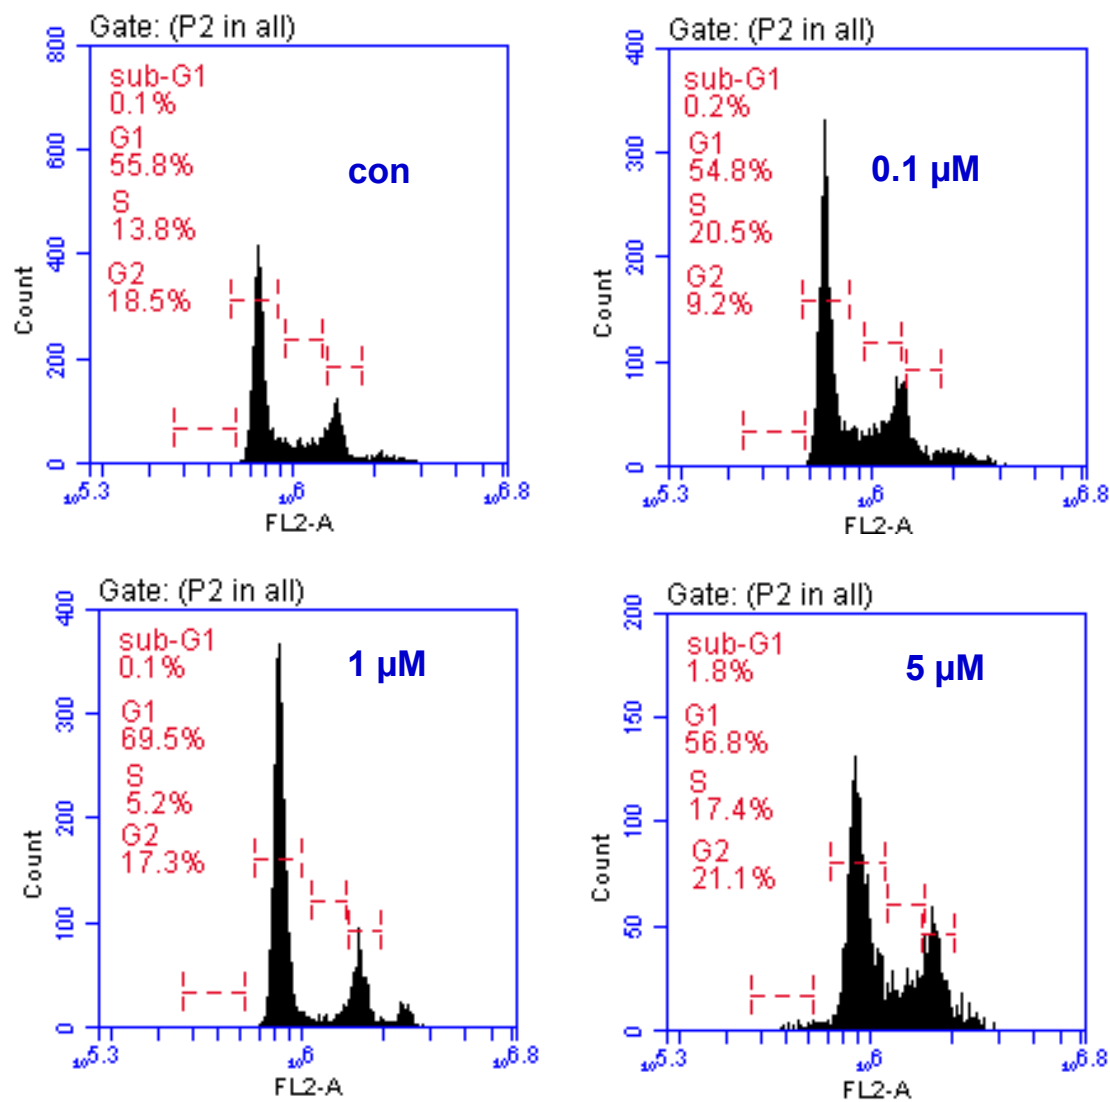 Gate: (P2 in all)
800
600
400
200
0
Count
sub-G1
0.1%
G1
55.8%
S
13.8%
G2
18.5%
con
10^5.3
10^6
10^6.8
FL2-A
Gate: (P2 in all)
400
300
200
100
0
Count
sub-G1
0.2%
G1
54.8%
S
20.5%
G2
9.2%
0.1 µM
10^5.3
10^6
10^6.8
FL2-A
Gate: (P2 in all)
400
300
200
100
0
Count
sub-G1
0.1%
G1
69.5%
S
5.2%
G2
17.3%
1 µM
10^5.3
10^6
10^6.8
FL2-A
Gate: (P2 in all)
200
150
100
50
0
Count
sub-G1
1.8%
G1
56.8%
S
17.4%
G2
21.1%
5 µM
10^5.3
10^6
10^6.8
FL2-A